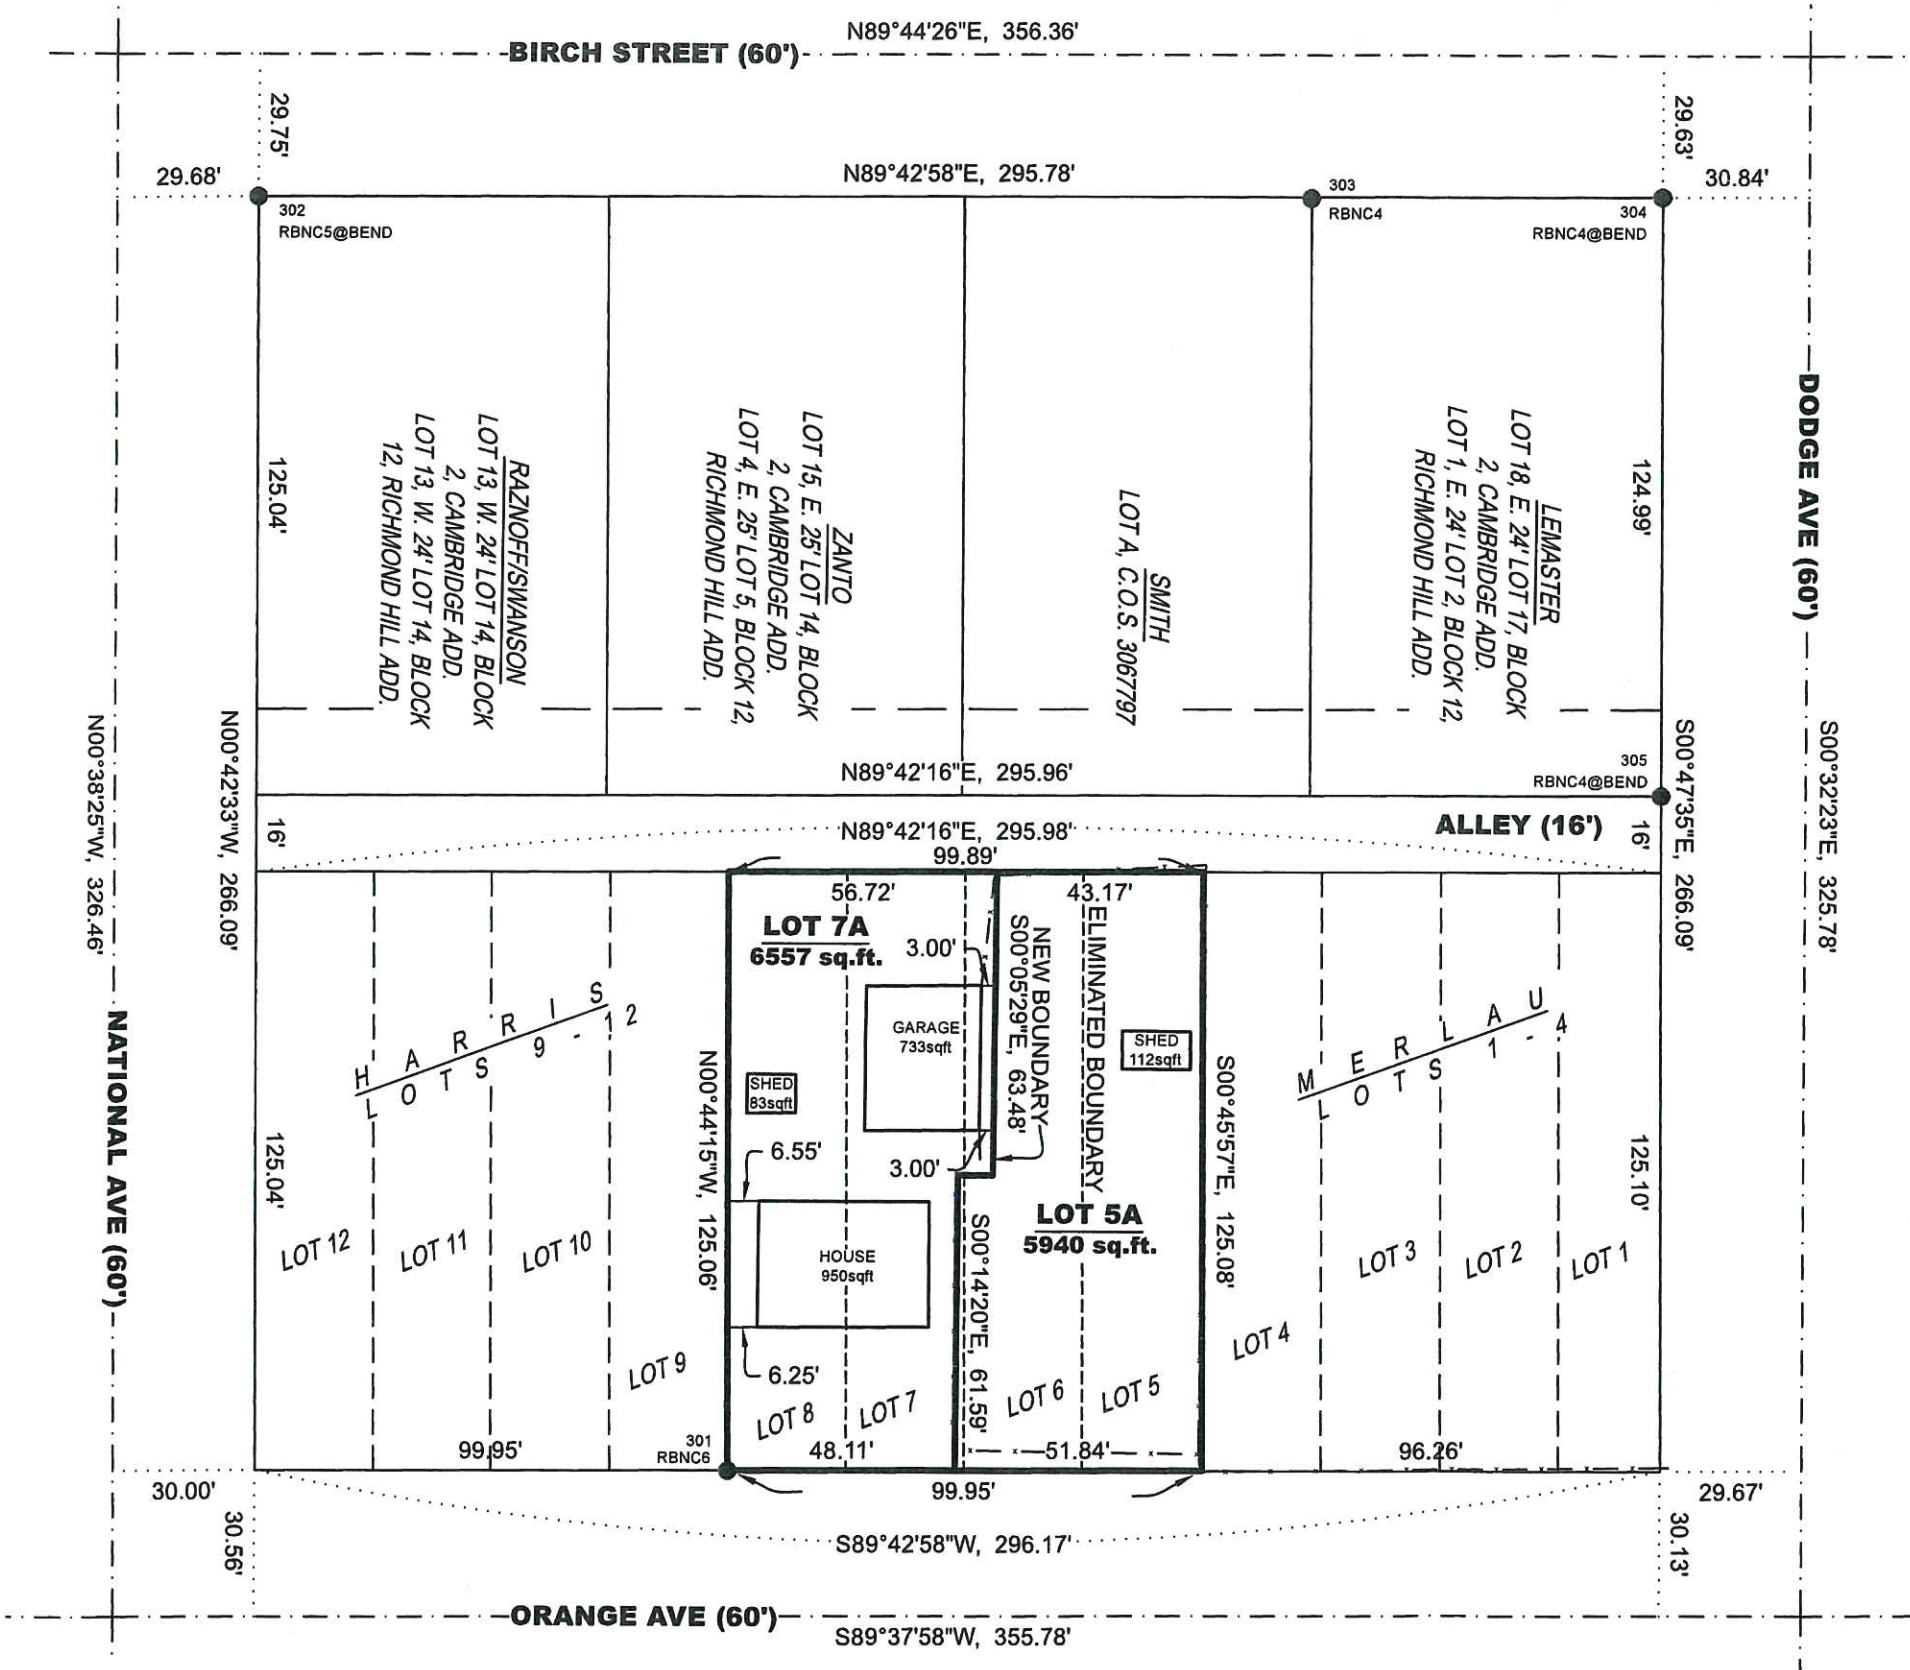 N89°44'26"E, 356.36'
BIRCH STREET (60')
29.75'
29.63'
29.68'
N89°42'58"E, 295.78'
30.84'
302
RBNC5@BEND
303
RBNC4
304
RBNC4@BEND
125.04'
RAZNOFF/SWANSON
LOT 13, W. 24' LOT 14, BLOCK
2, CAMBRIDGE ADD.
LOT 13, W. 24' LOT 14, BLOCK
12, RICHMOND HILL ADD.
ZANTO
LOT 15, E. 25' LOT 14, BLOCK
2, CAMBRIDGE ADD.
LOT 4, E. 25' LOT 5, BLOCK 12,
RICHMOND HILL ADD.
SMITH
LOT A, C.O.S. 3067797
LEMASTER
LOT 18, E. 24' LOT 17, BLOCK
2, CAMBRIDGE ADD.
LOT 1, E. 24' LOT 2, BLOCK 12,
RICHMOND HILL ADD.
124.99'
DODGE AVE (60')
S00°32'23"E, 325.78'
S00°47'35"E, 266.09'
N00°38'25"W, 326.46'
N00°42'33"W, 266.09'
NATIONAL AVE (60')
N89°42'16"E, 295.96'
305
RBNC4@BEND
16'
N89°42'16"E, 295.98'
ALLEY (16')
16'
99.89'
56.72'
43.17'
LOT 7A
6557 sq.ft.
3.00'
NEW BOUNDARY
S00°05'29"E, 63.48'
ELIMINATED BOUNDARY
GARAGE
733sqft
SHED
112sqft
SHED
83sqft
HARRIS
LOTS 9-12
MERLAU
LOTS 1-4
125.04'
N00°44'15"W, 125.06'
6.55'
3.00'
S00°45'57"E, 125.08'
125.10'
LOT 5A
5940 sq.ft.
HOUSE
950sqft
S00°14'20"E, 61.59'
LOT 12
LOT 11
LOT 10
LOT 9
6.25'
LOT 8
LOT 7
LOT 6
LOT 5
LOT 4
LOT 3
LOT 2
LOT 1
99.95'
301
RBNC6
48.11'
51.84'
96.26'
30.00'
99.95'
29.67'
30.56'
S89°42'58"W, 296.17'
30.13'
ORANGE AVE (60')
S89°37'58"W, 355.78'